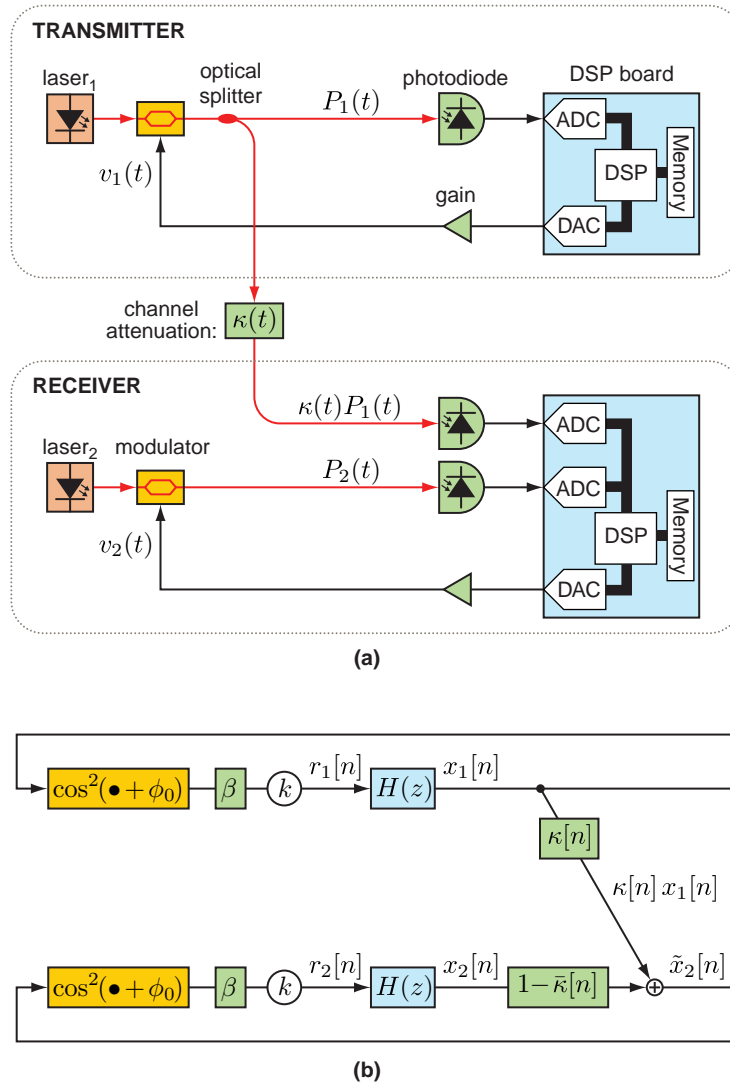 TRANSMITTER
laser₁
optical
splitter
P₁(t)
photodiode
DSP board
ADC
DSP
Memory
DAC
v₁(t)
gain
channel
attenuation:
κ(t)
RECEIVER
κ(t)P₁(t)
laser₂
modulator
P₂(t)
ADC
ADC
DSP
Memory
DAC
v₂(t)
(a)
cos²(• + ϕ₀)
β
k
r₁[n]
H(z)
x₁[n]
κ[n]
κ[n] x₁[n]
cos²(• + ϕ₀)
β
k
r₂[n]
H(z)
x₂[n]
1−κ̄[n]
+
x̃₂[n]
(b)